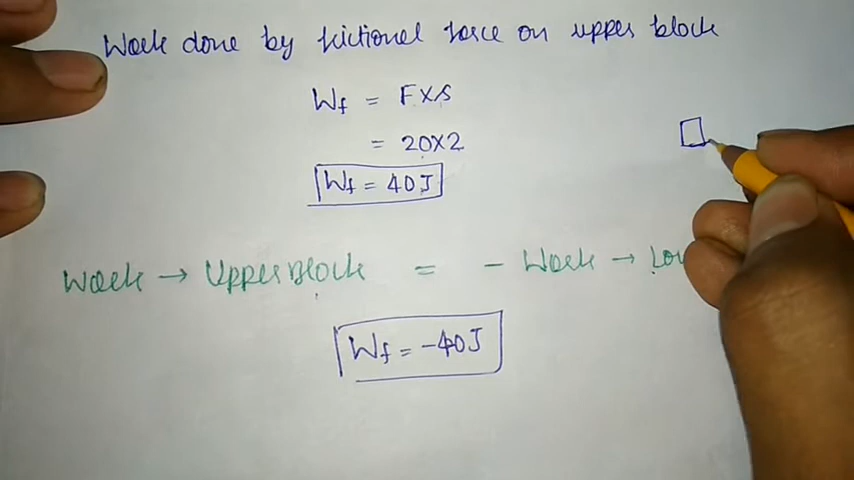 Work done by frictional force on upper block
Wf = F×s
= 20×2
Wf = 40J
Work → Upper Block = - Work →
Wf = -40J